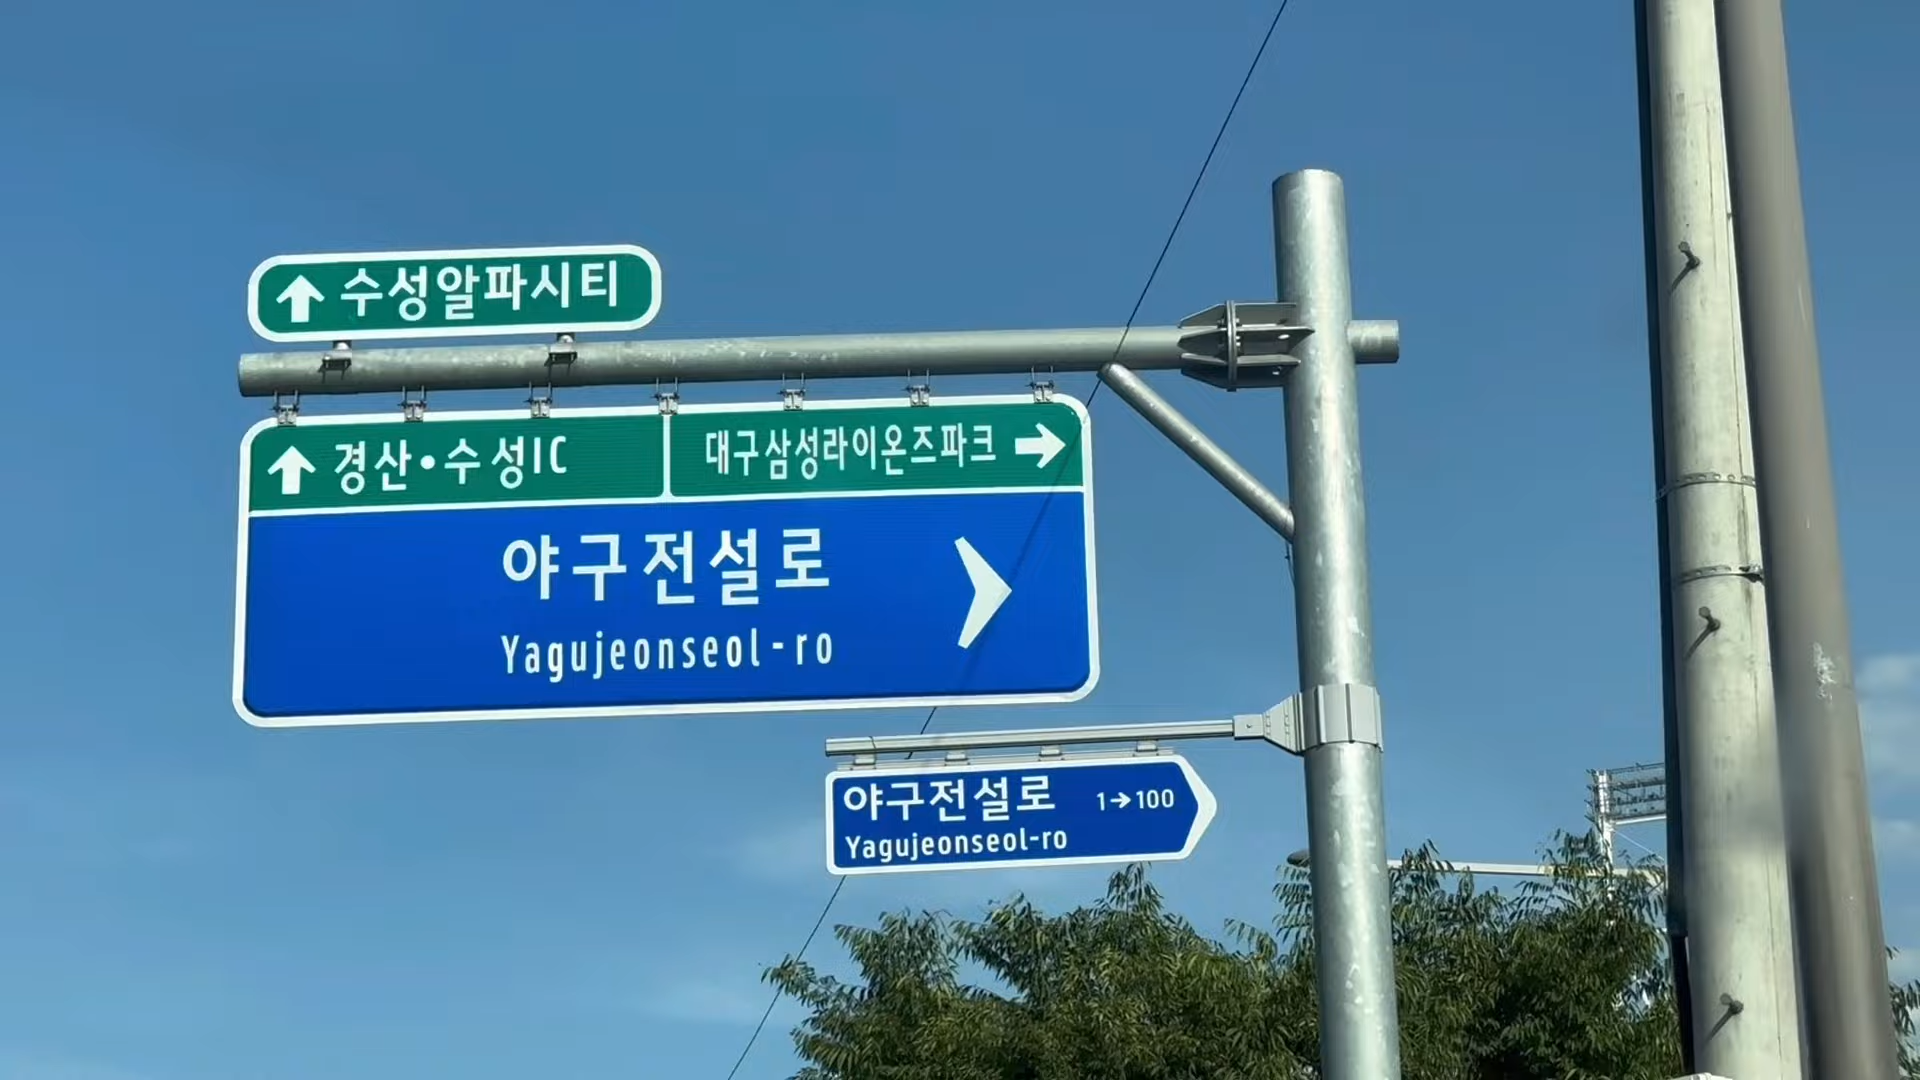 ↑ 수성알파시티
↑ 경산•수성IC
대구삼성라이온즈파크 →
야구전설로
Yagujeonseol-ro
야구전설로 1→100
Yagujeonseol-ro